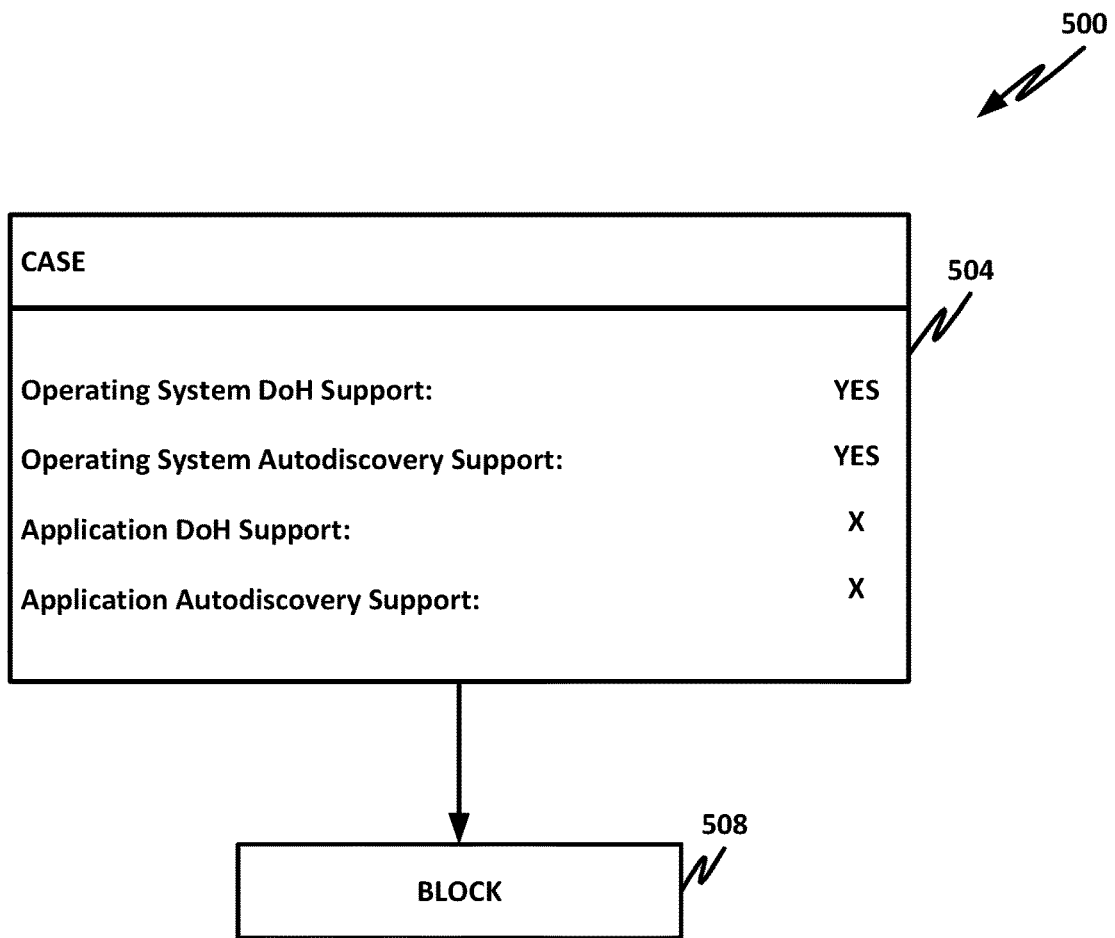 500
CASE
504
Operating System DoH Support: YES
Operating System Autodiscovery Support: YES
Application DoH Support: X
Application Autodiscovery Support: X
508
BLOCK